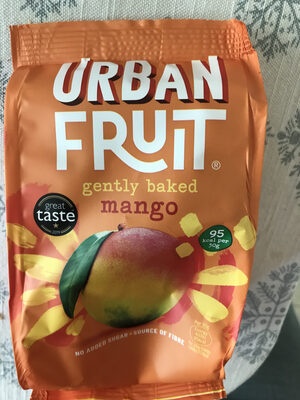 URBAN
FRUIT®
gently baked
mango
great
taste
95
kcal per
30g
NO ADDED SUGAR • SOURCE OF FIBRE